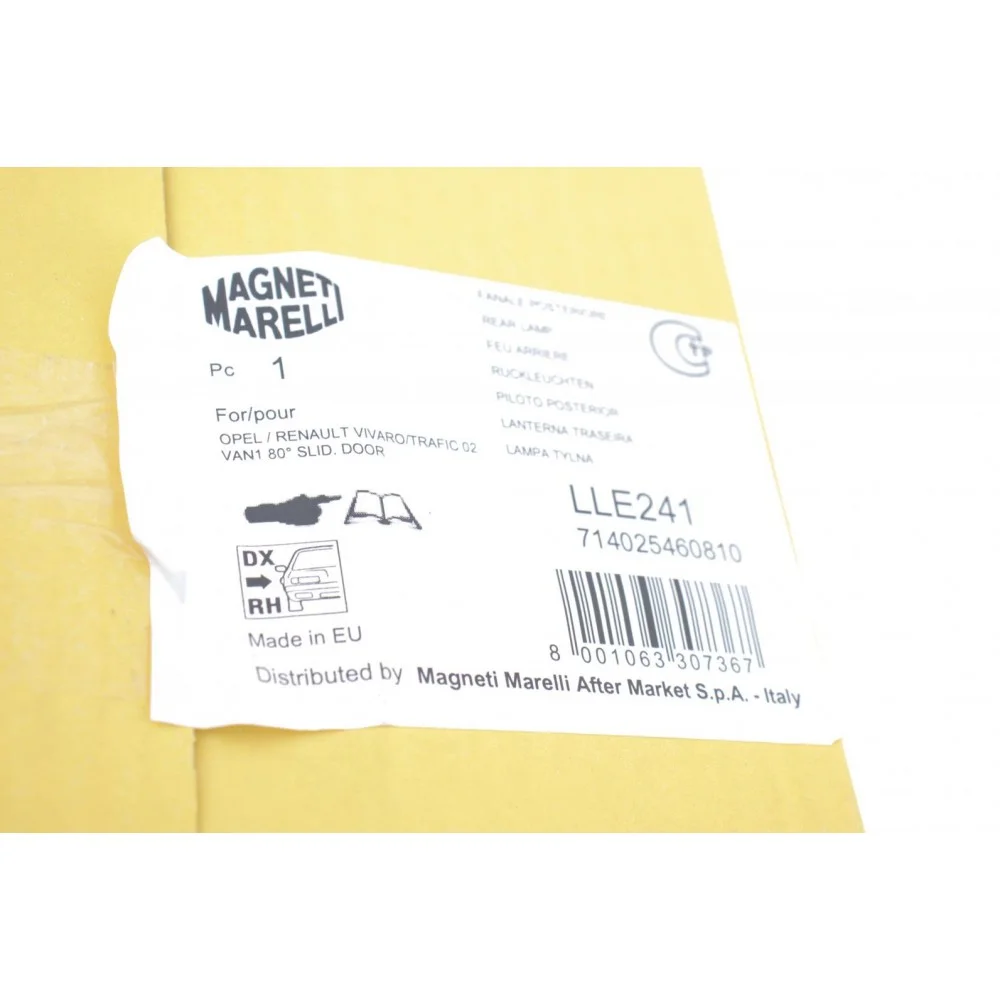 MAGNETI
MARELLI
Pc 1
For/pour
OPEL / RENAULT VIVARO/TRAFIC 02
VAN1 80° SLID. DOOR
DX
RH
Made in EU
Distributed by Magneti Marelli After Market S.p.A. - Italy
FANALE POSTERIORE
REAR LAMP
FEU ARRIERE
RUCKLEUCHTEN
PILOTO POSTERIOR
LANTERNA TRASEIRA
LAMPA TYLNA
LLE241
714025460810
8 001063 307367